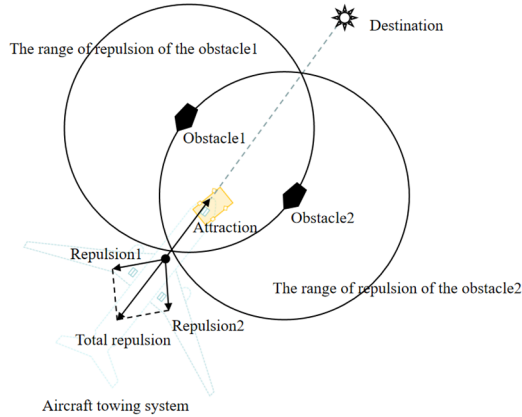 Destination
The range of repulsion of the obstacle1
Obstacle1
Obstacle2
Attraction
Repulsion1
The range of repulsion of the obstacle2
Repulsion2
Total repulsion
Aircraft towing system